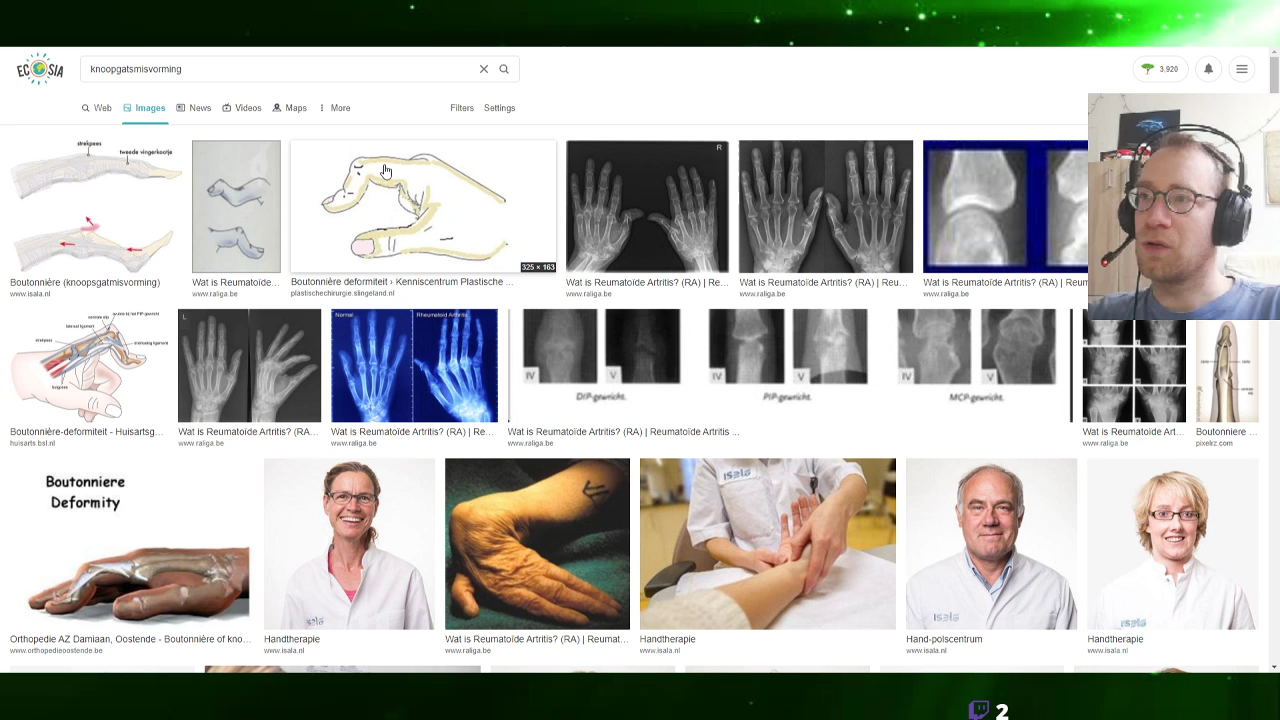 ECOSIA
knoopgatsmisvorming
3,920
Web
Images
News
Videos
Maps
More
Filters
Settings
strekpees
tweede vingerkootje
R
325 × 163
Boutonnière (knoopsgatmisvorming)
www.isala.nl
Wat is Reumatoïde...
www.raliga.be
Boutonnière deformiteit › Kenniscentrum Plastische ...
plastischechirurgie.slingeland.nl
Wat is Reumatoïde Artritis? (RA) | Re...
www.raliga.be
Wat is Reumatoïde Artritis? (RA) | Reu...
www.raliga.be
Wat is Reumatoïde Artritis? (RA) | Reum
www.raliga.be
strekpees
L
Normal
Rheumatoid Arthritis
IV
V
IV
V
IV
V
DIP-gewricht.
PIP-gewricht.
MCP-gewricht.
Boutonnière-deformiteit - Huisartsg...
huisarts.bsl.nl
Wat is Reumatoïde Artritis? (RA...
www.raliga.be
Wat is Reumatoïde Artritis? (RA) | Re...
www.raliga.be
Wat is Reumatoïde Artritis? (RA) | Reumatoïde Artritis ...
www.raliga.be
Wat is Reumatoïde Art...
www.raliga.be
Boutonniere ...
pixelrz.com
Boutonniere
Deformity
isala
isala
isala
isala
Orthopedie AZ Damiaan, Oostende - Boutonnière of kno...
www.orthopedieoostende.be
Handtherapie
www.isala.nl
Wat is Reumatoïde Artritis? (RA) | Reumat...
www.raliga.be
Handtherapie
www.isala.nl
Hand-polscentrum
www.isala.nl
Handtherapie
www.isala.nl
2